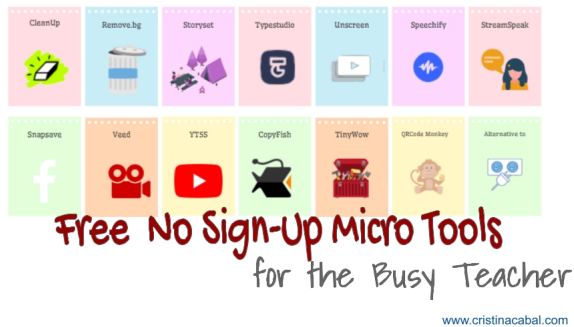 CleanUp Remove.bg Storyset Typestudio Unscreen Speechify StreamSpeak
Snapsave Veed YTSS CopyFish TinyWow QRCode Monkey Alternative to
Free No Sign-Up Micro Tools
for the Busy Teacher
www.cristinacabal.com